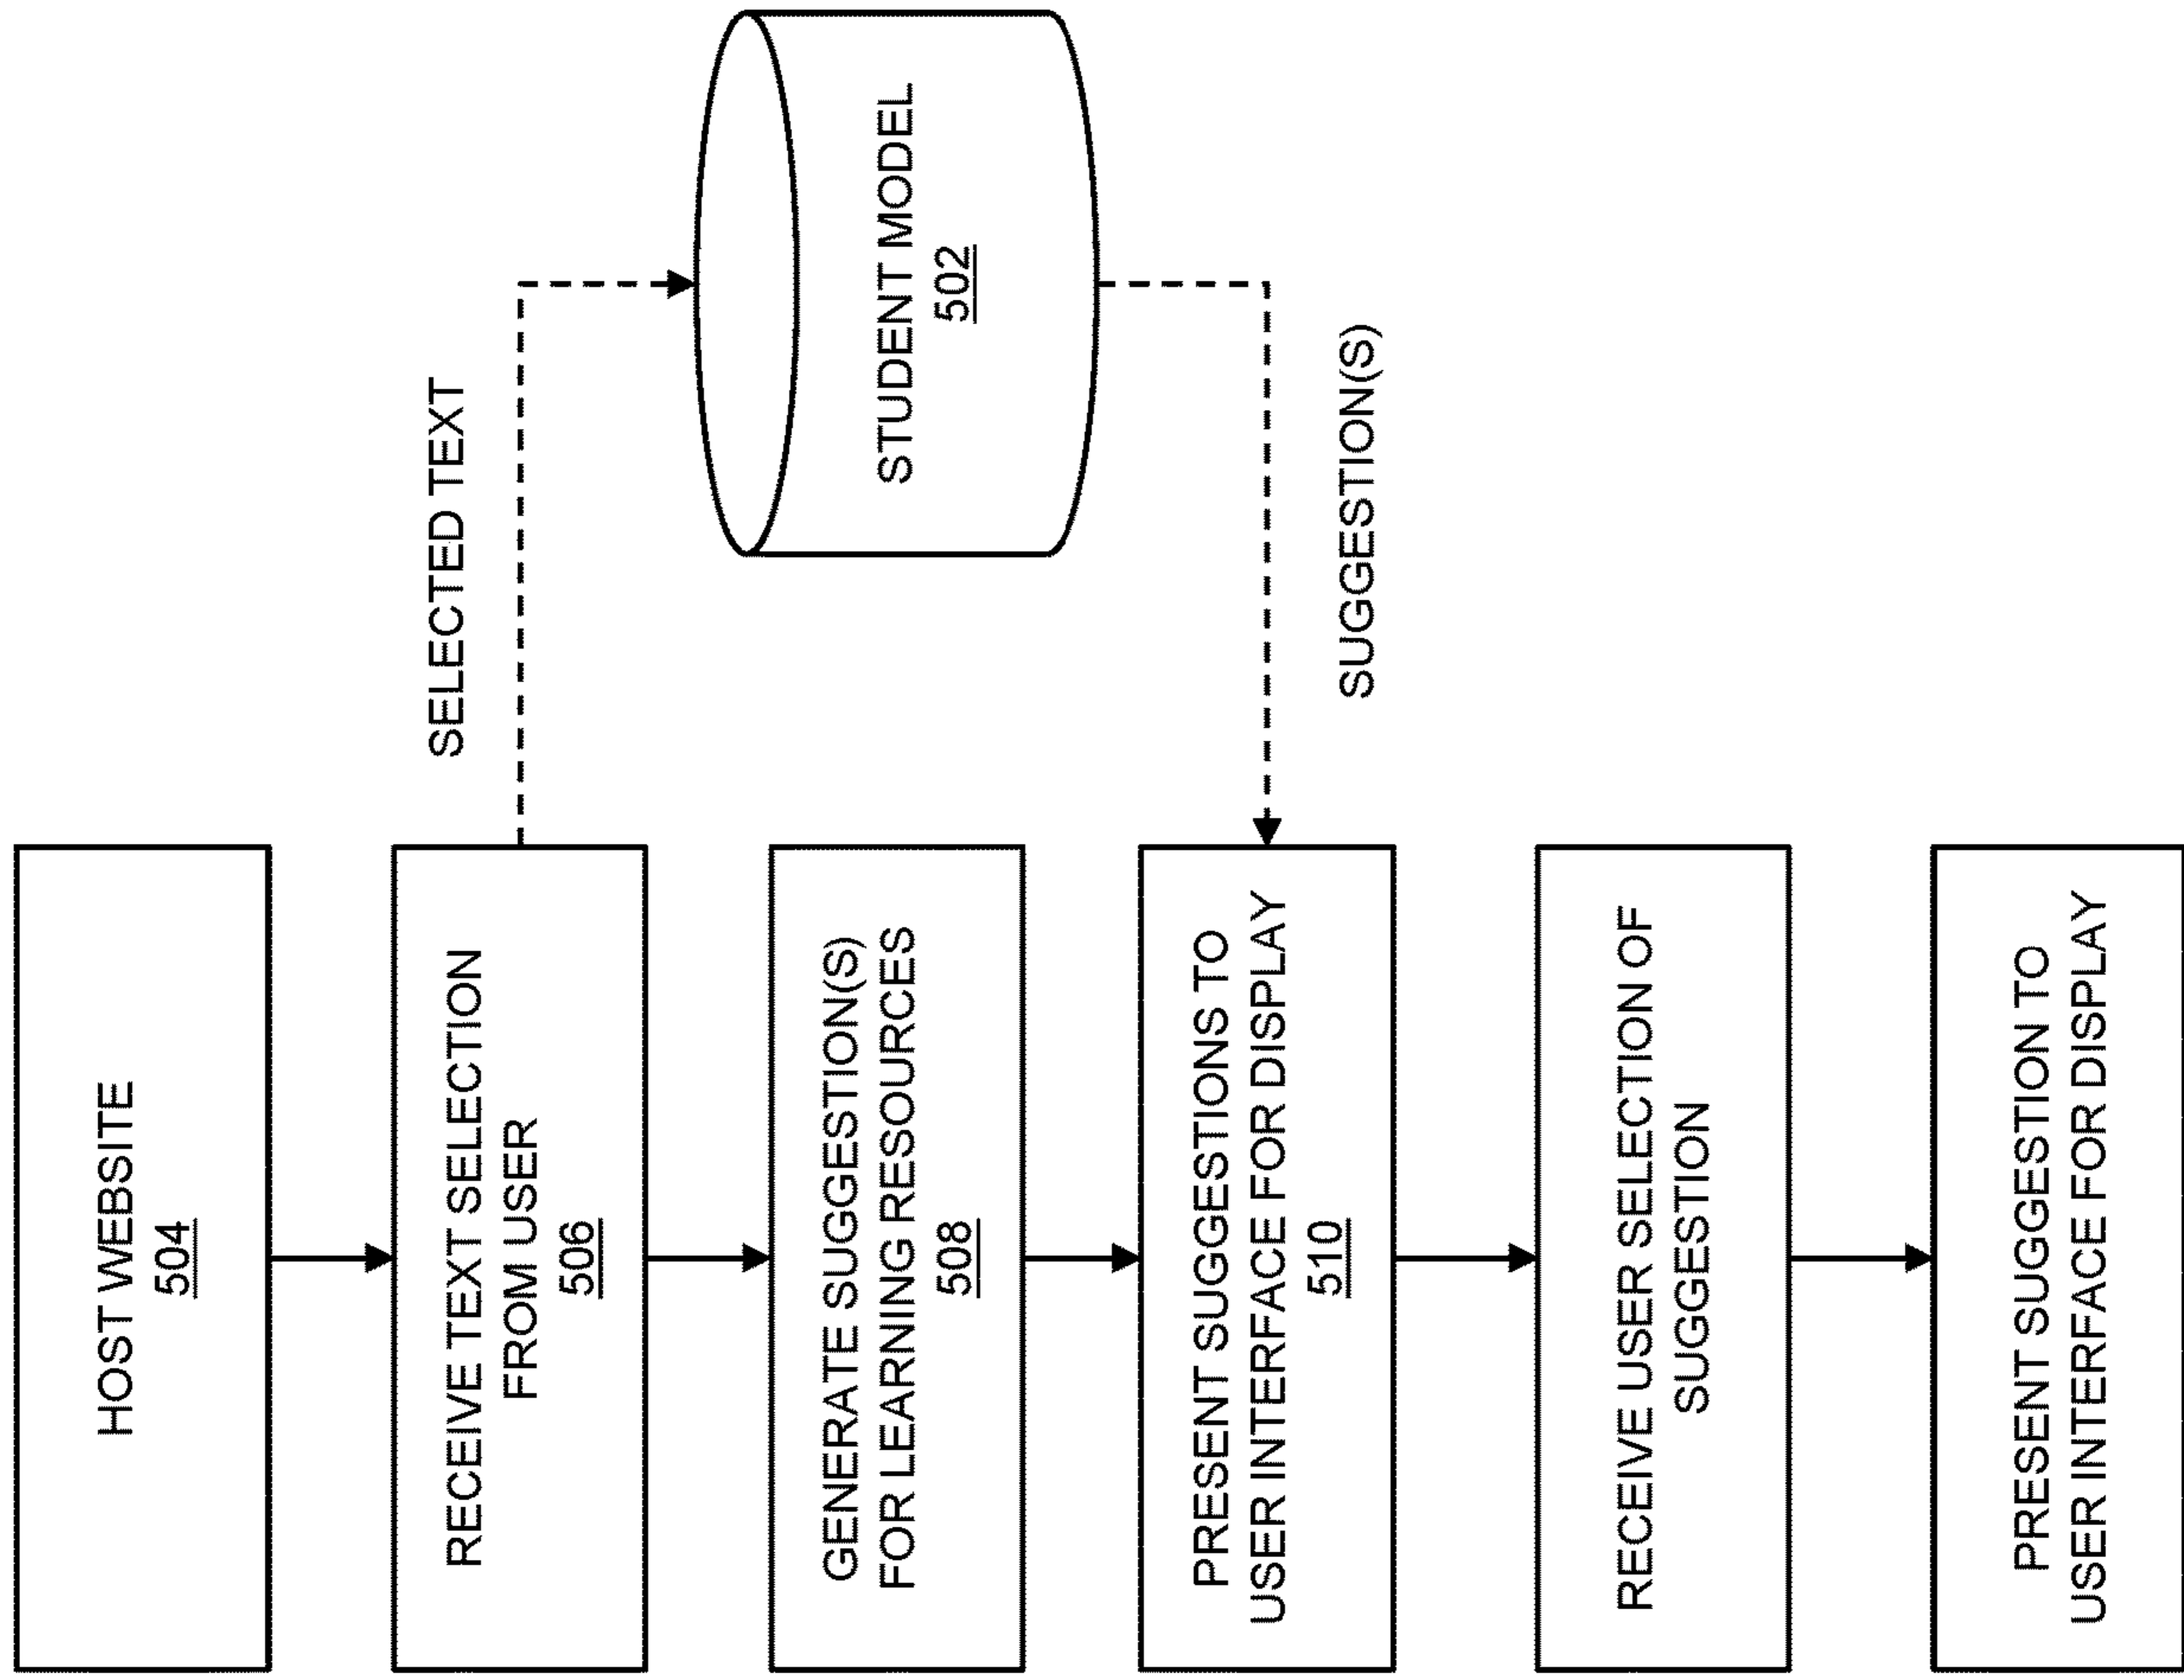 HOST WEBSITE
504
RECEIVE TEXT SELECTION
FROM USER
506
SELECTED TEXT
STUDENT MODEL
502
GENERATE SUGGESTION(S)
FOR LEARNING RESOURCES
508
SUGGESTION(S)
PRESENT SUGGESTIONS TO
USER INTERFACE FOR DISPLAY
510
RECEIVE USER SELECTION OF
SUGGESTION
PRESENT SUGGESTION TO
USER INTERFACE FOR DISPLAY